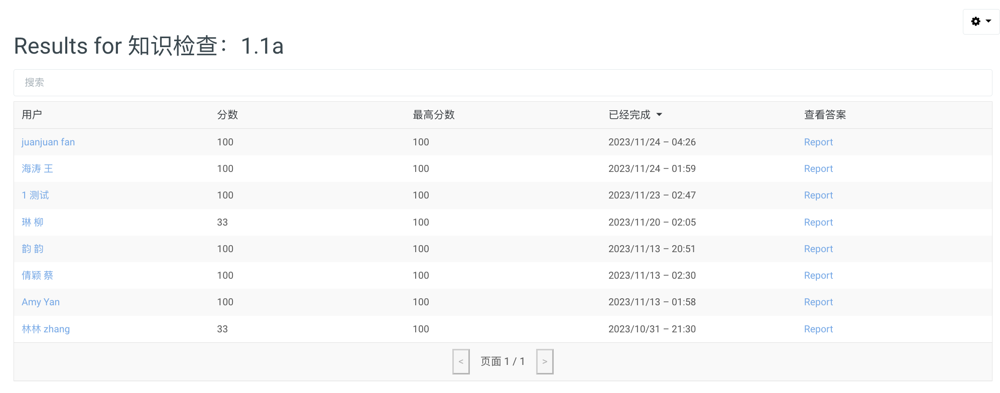 Results for 知识检查：1.1a
搜索
用户 分数 最高分数 已经完成 查看答案
juanjuan fan 100 100 2023/11/24 – 04:26 Report
海涛 王 100 100 2023/11/24 – 01:59 Report
1 测试 100 100 2023/11/23 – 02:47 Report
琳 柳 33 100 2023/11/20 – 02:05 Report
韵 韵 100 100 2023/11/13 – 20:51 Report
倩颖 蔡 100 100 2023/11/13 – 02:30 Report
Amy Yan 100 100 2023/11/13 – 01:58 Report
林林 zhang 33 100 2023/10/31 – 21:30 Report
< 页面 1 / 1 >